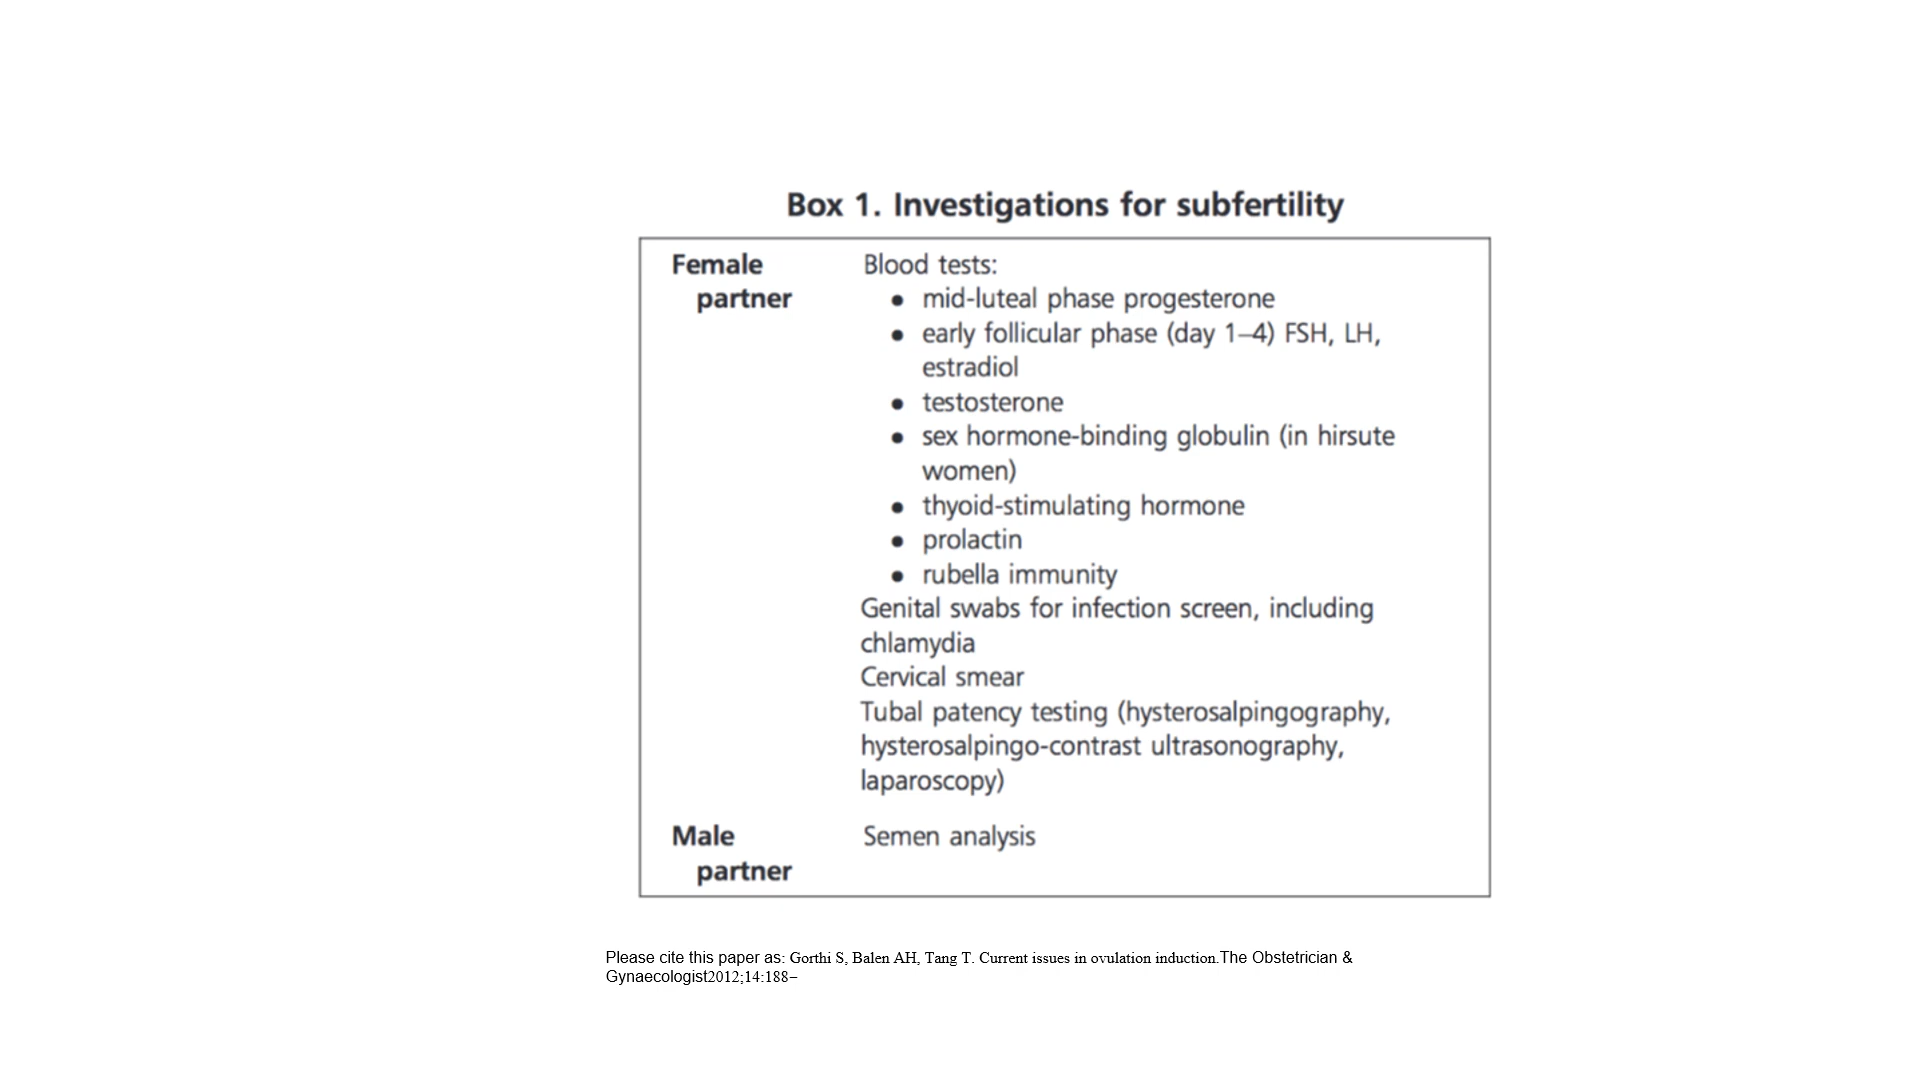 Box 1. Investigations for subfertility
Female partner
Blood tests:
• mid-luteal phase progesterone
• early follicular phase (day 1–4) FSH, LH,
estradiol
• testosterone
• sex hormone-binding globulin (in hirsute
women)
• thyoid-stimulating hormone
• prolactin
• rubella immunity
Genital swabs for infection screen, including
chlamydia
Cervical smear
Tubal patency testing (hysterosalpingography,
hysterosalpingo-contrast ultrasonography,
laparoscopy)
Male partner
Semen analysis
Please cite this paper as: Gorthi S, Balen AH, Tang T. Current issues in ovulation induction.The Obstetrician &
Gynaecologist2012;14:188–